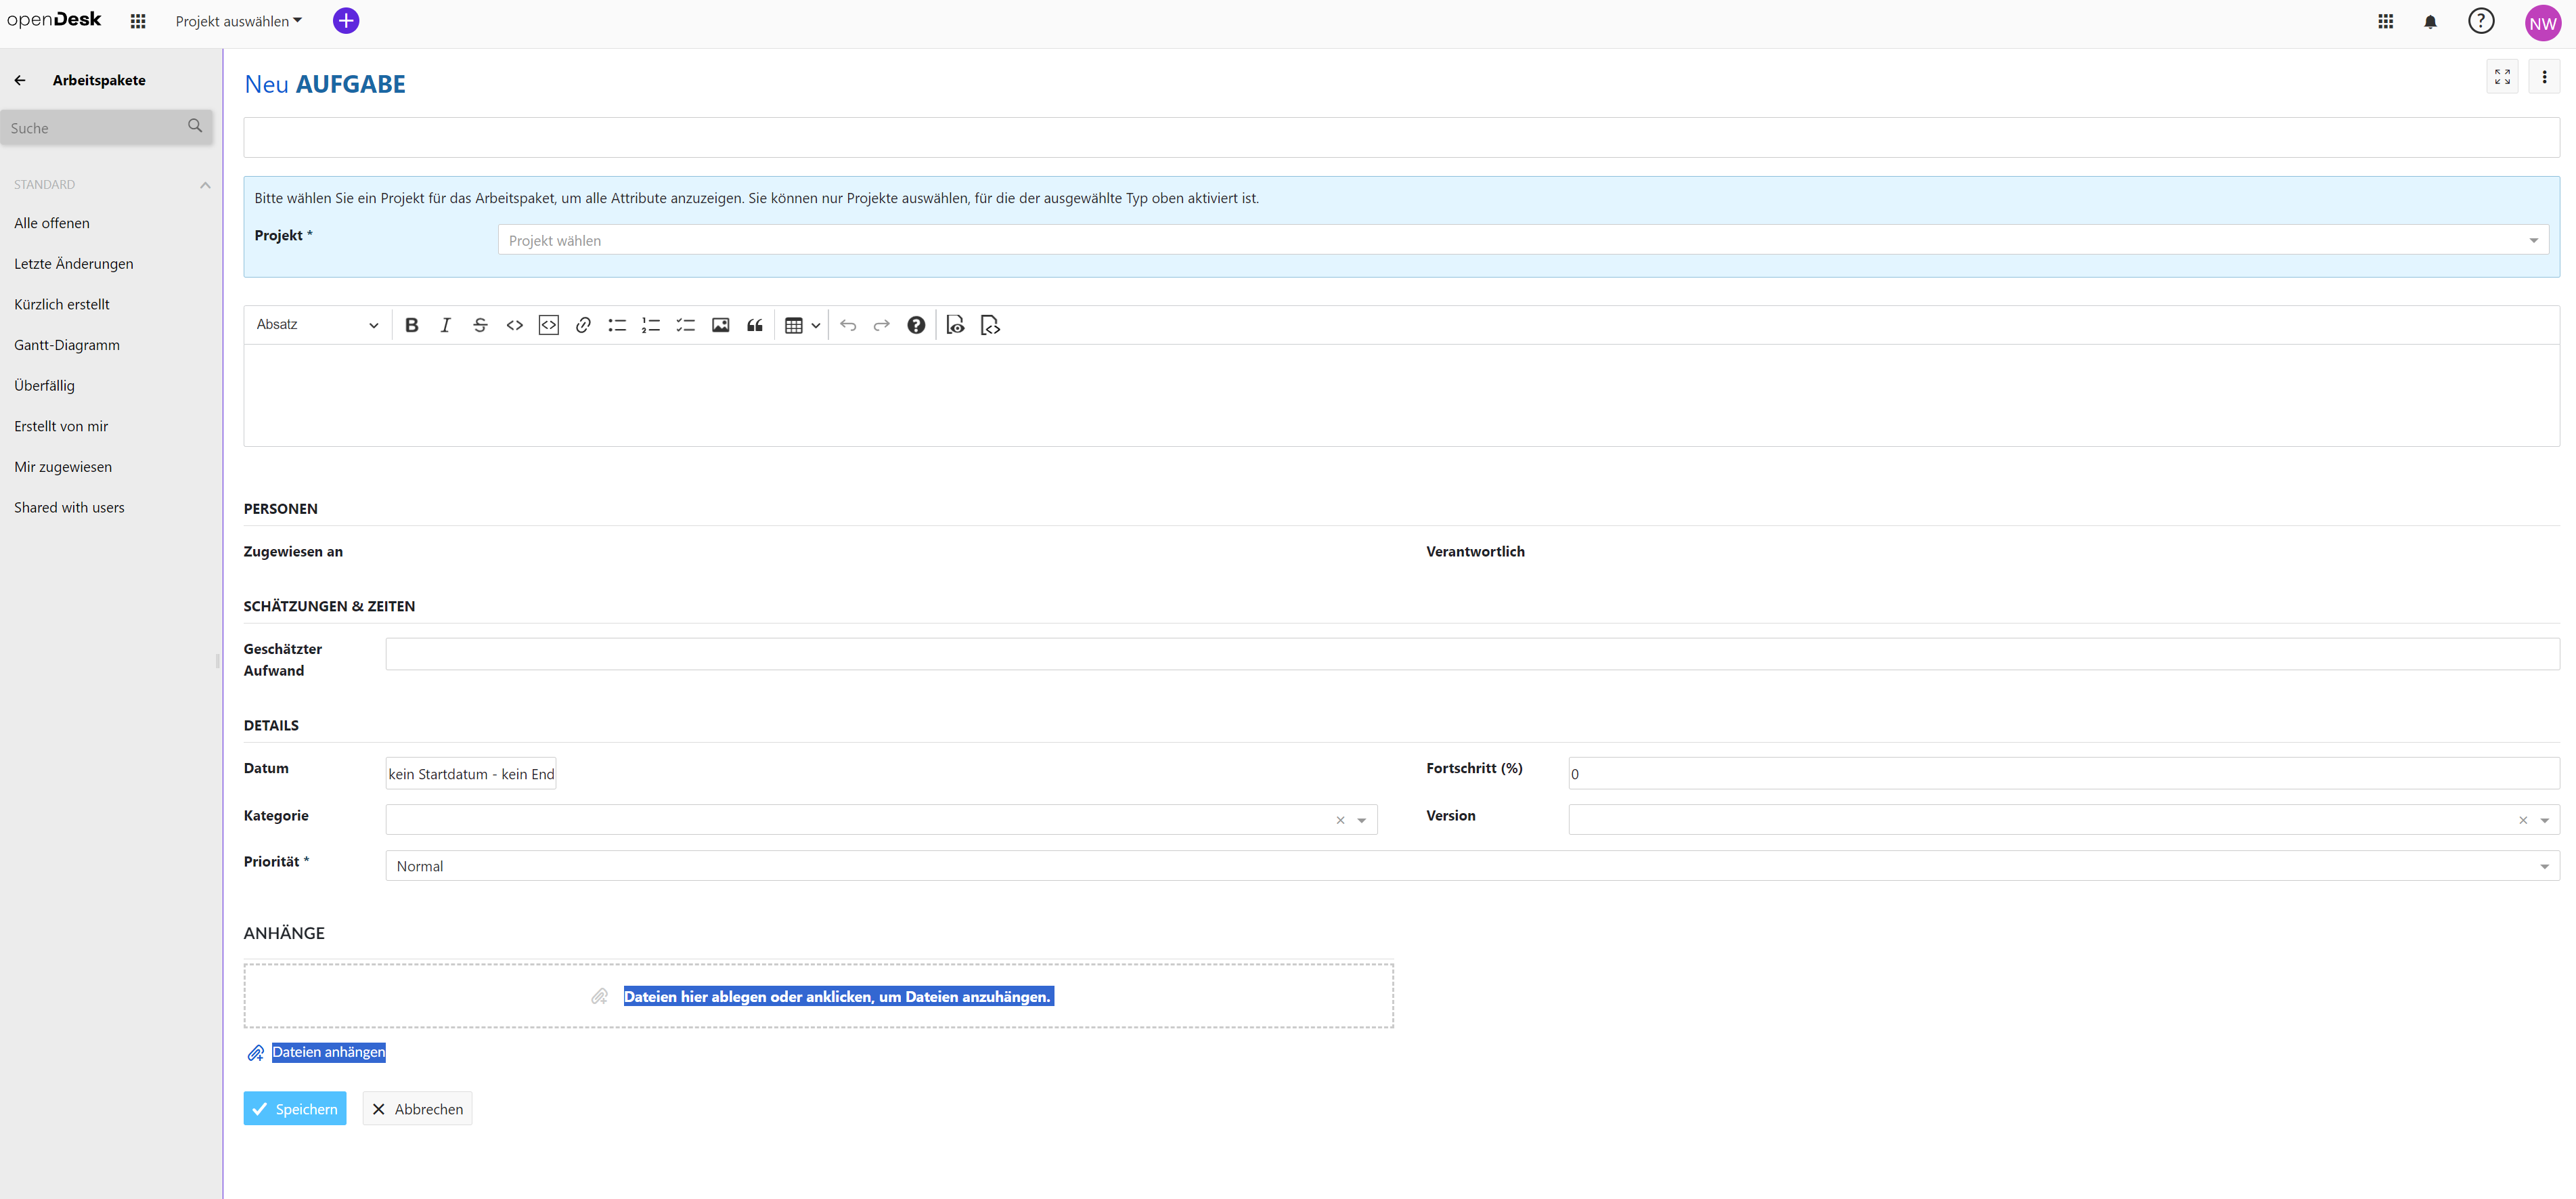 openDesk
Projekt auswählen
NW
Arbeitspakete
Suche
STANDARD
Alle offenen
Letzte Änderungen
Kürzlich erstellt
Gantt-Diagramm
Überfällig
Erstellt von mir
Mir zugewiesen
Shared with users
Neu AUFGABE
Bitte wählen Sie ein Projekt für das Arbeitspaket, um alle Attribute anzuzeigen. Sie können nur Projekte auswählen, für die der ausgewählte Typ oben aktiviert ist.
Projekt *
Projekt wählen
Absatz
PERSONEN
Zugewiesen an
Verantwortlich
SCHÄTZUNGEN & ZEITEN
Geschätzter
Aufwand
DETAILS
Datum
kein Startdatum - kein End
Fortschritt (%)
0
Kategorie
Version
Priorität *
Normal
ANHÄNGE
Dateien hier ablegen oder anklicken, um Dateien anzuhängen.
Dateien anhängen
Speichern
Abbrechen